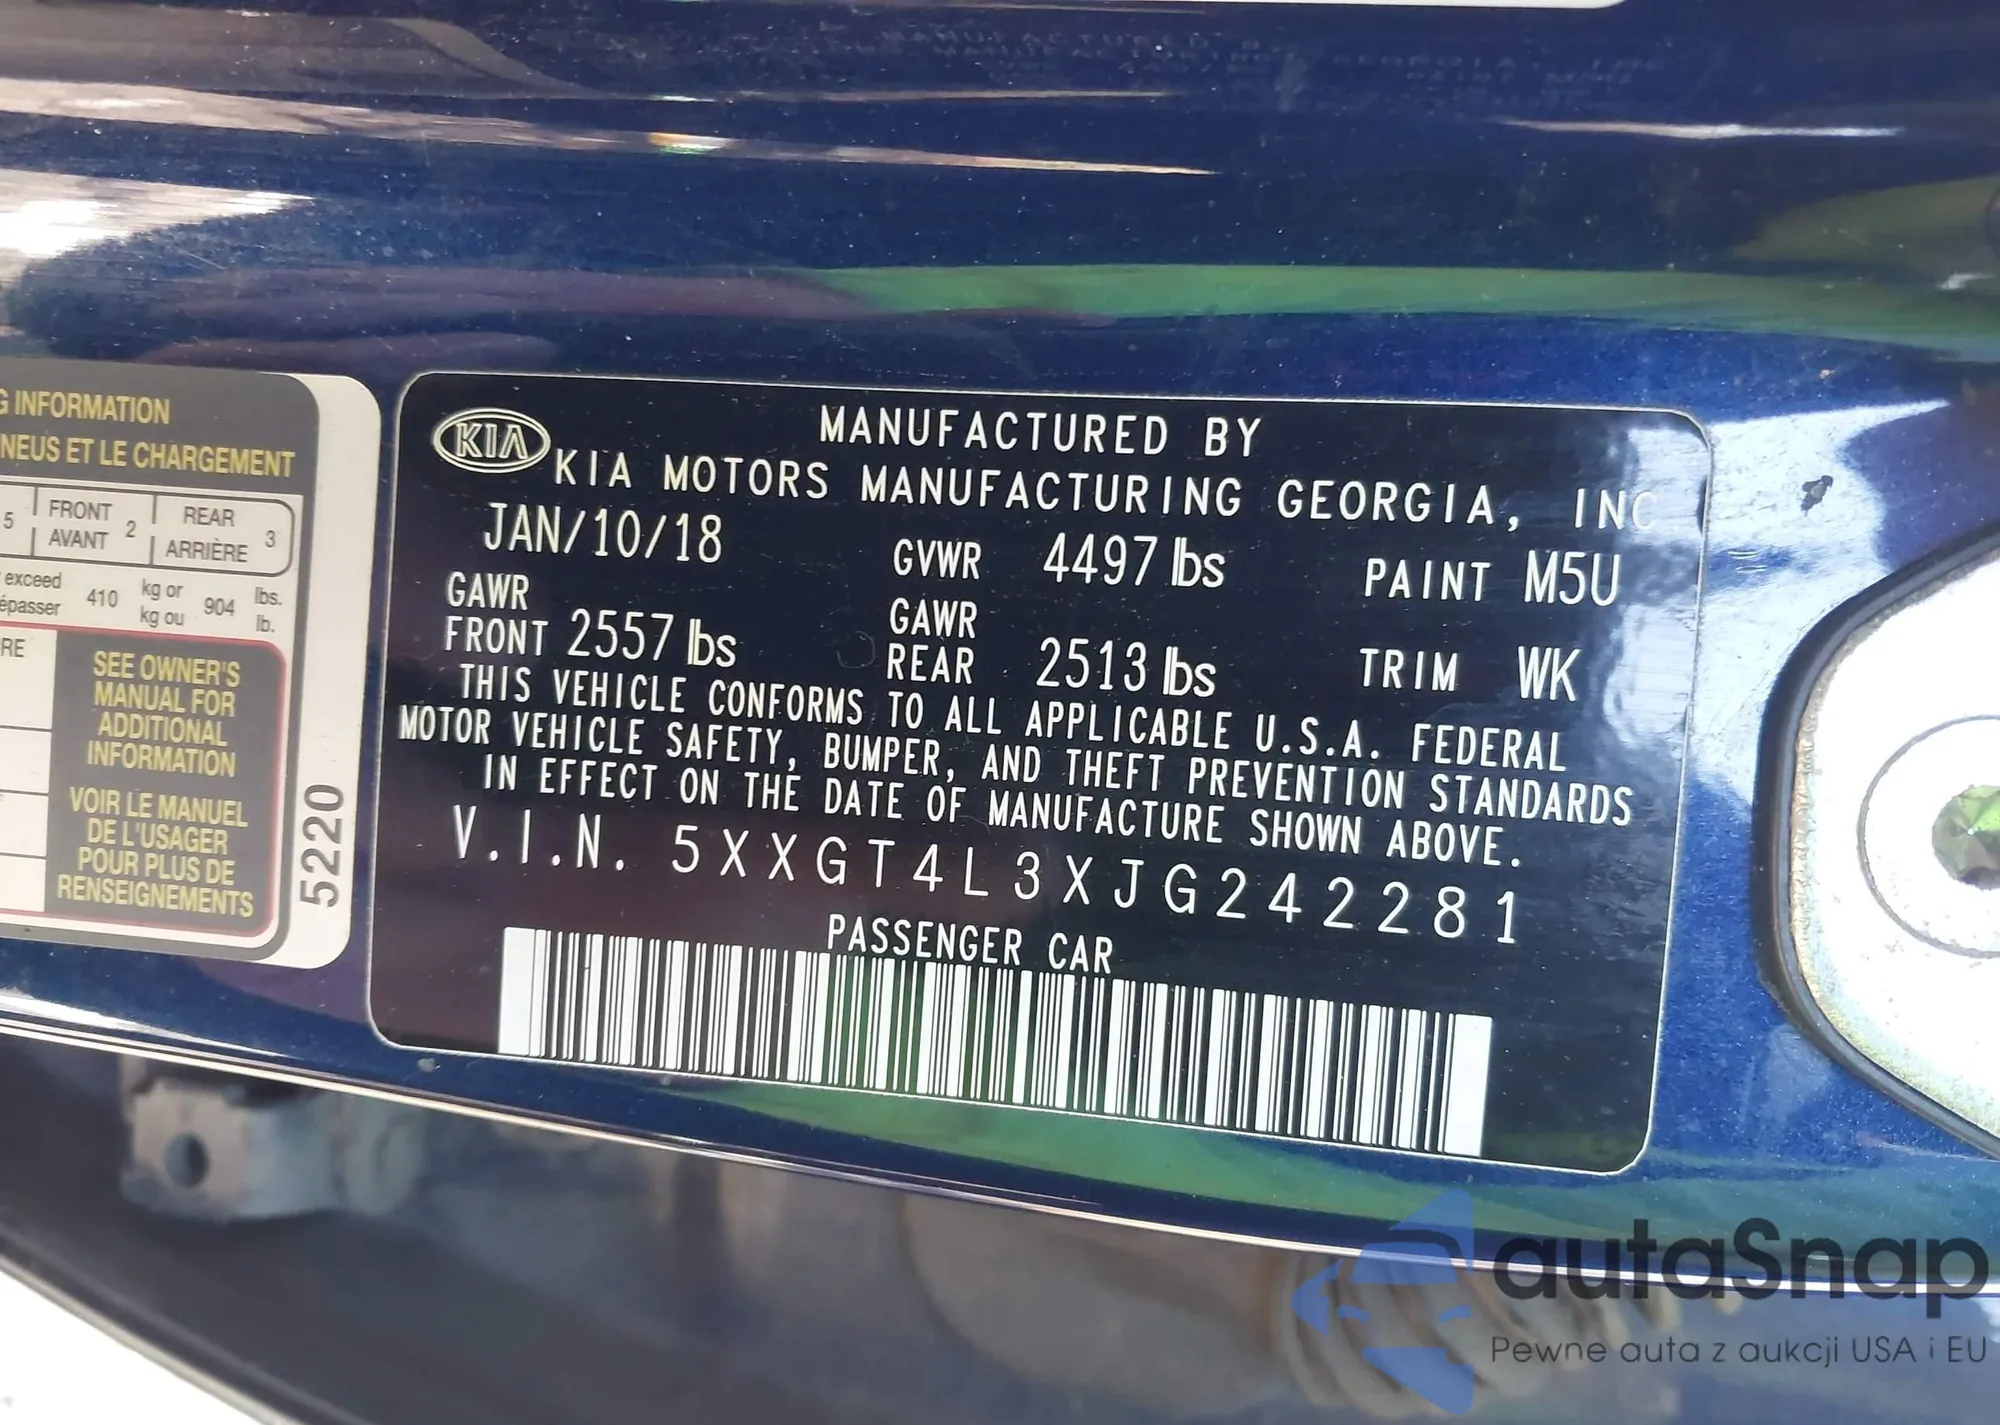 G INFORMATION
NEUS ET LE CHARGEMENT
5 FRONT 2 REAR 3
AVANT ARRIÈRE
exceed 410 kg or 904 lbs.
épasser kg ou lb.
RE
SEE OWNER'S
MANUAL FOR
ADDITIONAL
INFORMATION
VOIR LE MANUEL
DE L'USAGER
POUR PLUS DE
RENSEIGNEMENTS
5220
KIA
MANUFACTURED BY
KIA MOTORS MANUFACTURING GEORGIA, INC
JAN/10/18 GVWR 4497 lbs PAINT M5U
GAWR FRONT 2557 lbs GAWR REAR 2513 lbs TRIM WK
THIS VEHICLE CONFORMS TO ALL APPLICABLE U.S.A. FEDERAL
MOTOR VEHICLE SAFETY, BUMPER, AND THEFT PREVENTION STANDARDS
IN EFFECT ON THE DATE OF MANUFACTURE SHOWN ABOVE.
V.I.N. 5XXGT4L3XJG242281
PASSENGER CAR
autaSnap
Pewne auta z aukcji USA i EU